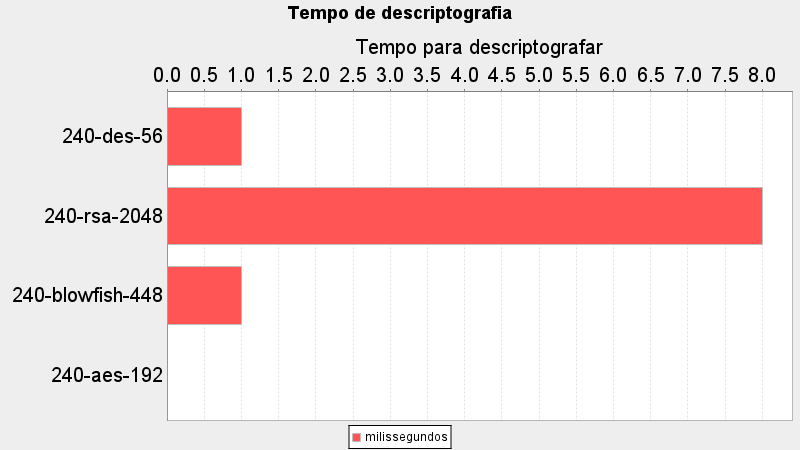 Tempo de descriptografia
Tempo para descriptografar
0.0 0.5 1.0 1.5 2.0 2.5 3.0 3.5 4.0 4.5 5.0 5.5 6.0 6.5 7.0 7.5 8.0
240-des-56
240-rsa-2048
240-blowfish-448
240-aes-192
milissegundos